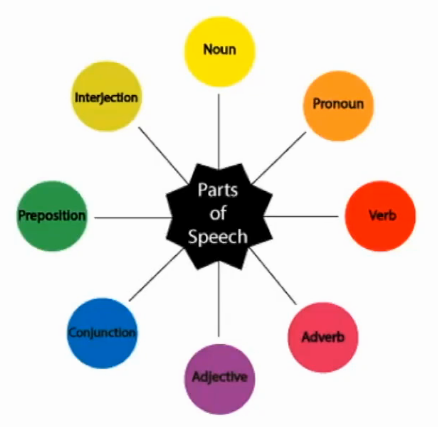 Noun
Pronoun
Verb
Adverb
Adjective
Conjunction
Preposition
Interjection
Parts
of
Speech